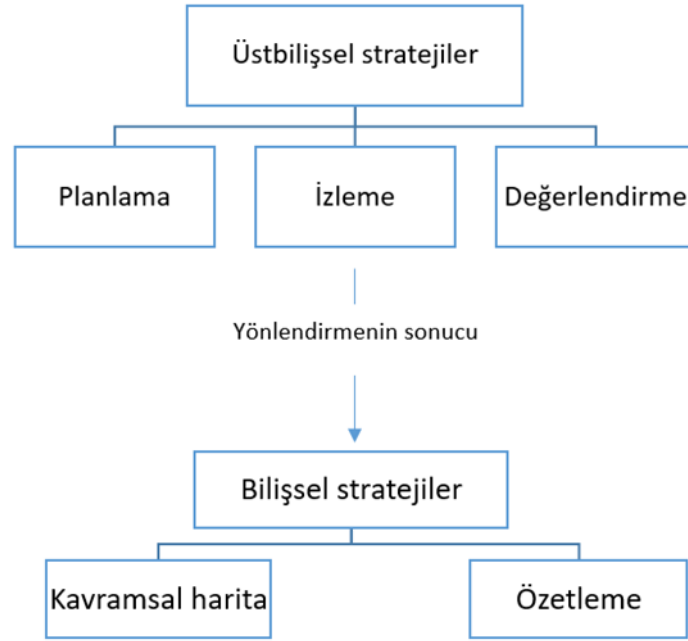 Üstbilişsel stratejiler
Planlama
İzleme
Değerlendirme
Yönlendirmenin sonucu
Bilişsel stratejiler
Kavramsal harita
Özetleme